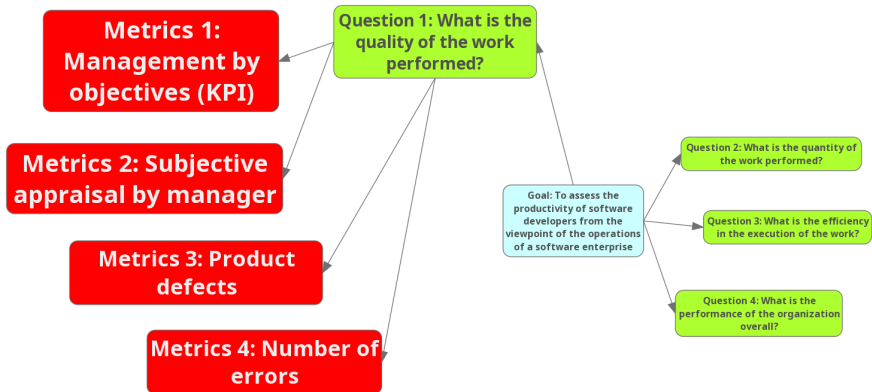 Metrics 1:
Management by
objectives (KPI)
Question 1: What is the
quality of the work
performed?
Metrics 2: Subjective
appraisal by manager
Metrics 3: Product
defects
Metrics 4: Number of
errors
Goal: To assess the
productivity of software
developers from the
viewpoint of the operations
of a software enterprise
Question 2: What is the quantity of
the work performed?
Question 3: What is the efficiency
in the execution of the work?
Question 4: What is the
performance of the organization
overall?